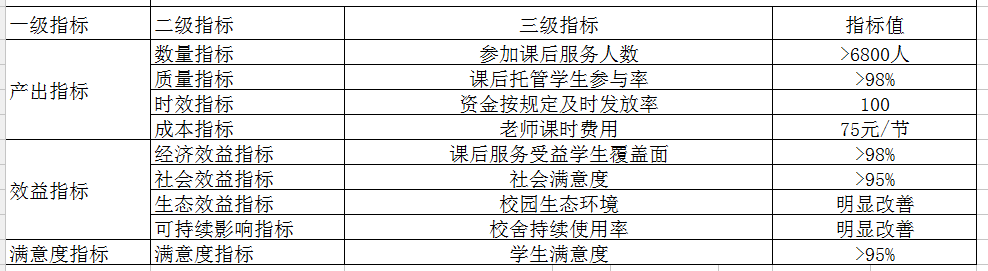 一级指标 二级指标 三级指标 指标值
产出指标 数量指标 参加课后服务人数 >6800人
质量指标 课后托管学生参与率 >98%
时效指标 资金按规定及时发放率 100
成本指标 老师课时费用 75元/节
效益指标 经济效益指标 课后服务受益学生覆盖面 >98%
社会效益指标 社会满意度 >95%
生态效益指标 校园生态环境 明显改善
可持续影响指标 校舍持续使用率 明显改善
满意度指标 满意度指标 学生满意度 >95%